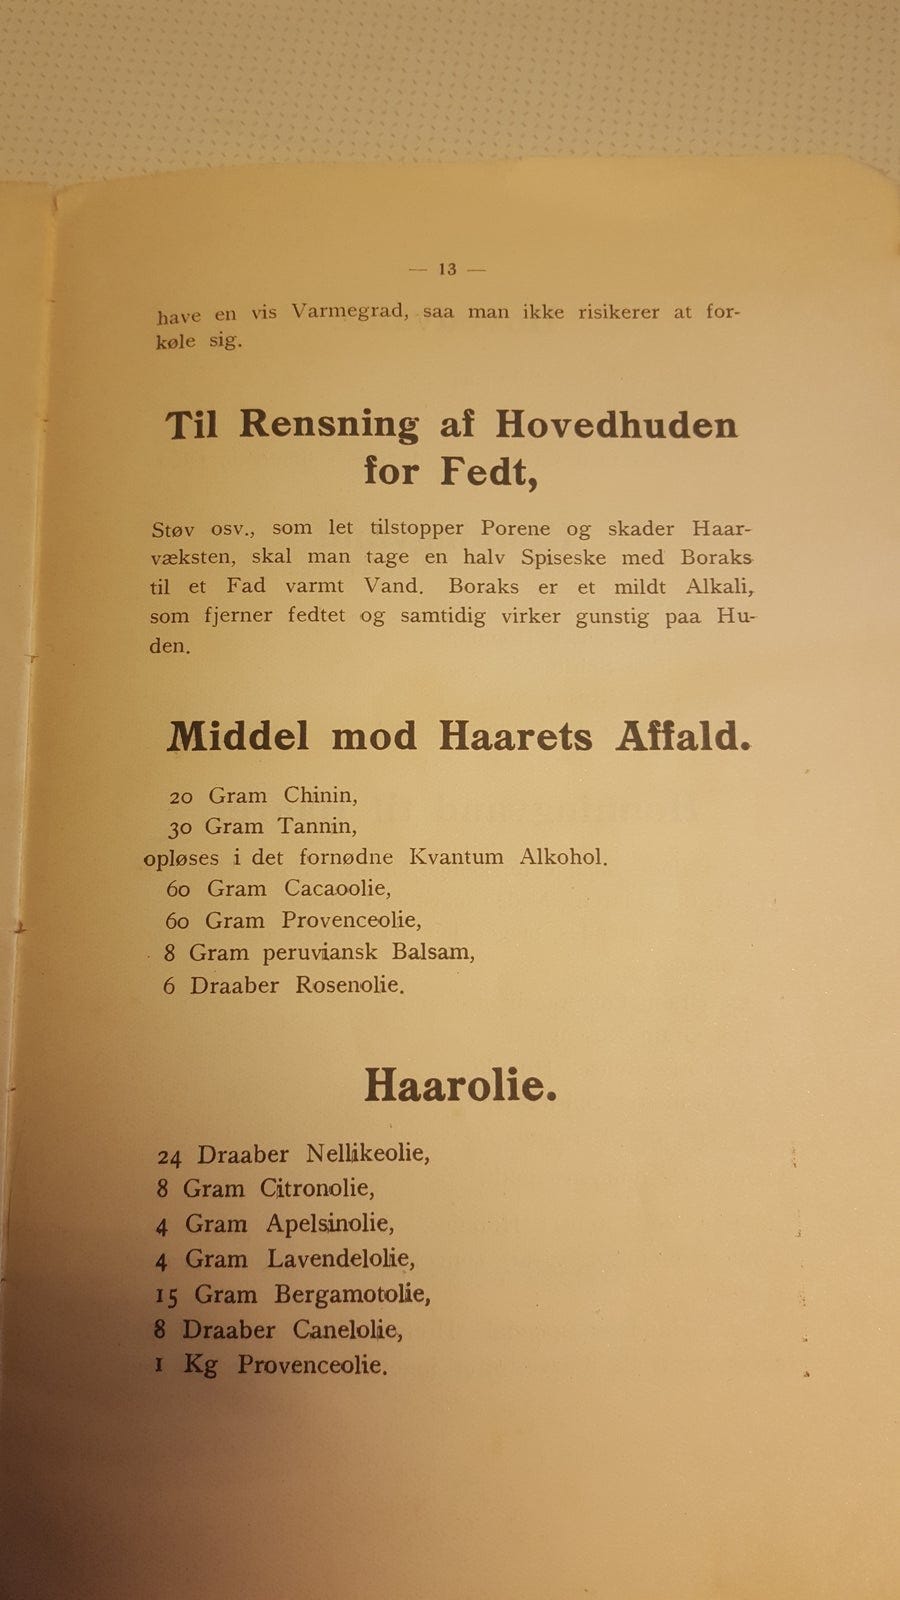 — 13 —
have en vis Varmegrad, saa man ikke risikerer at for-
køle sig.
Til Rensning af Hovedhuden
for Fedt,
Støv osv., som let tilstopper Porene og skader Haar-
væksten, skal man tage en halv Spiseske med Boraks
til et Fad varmt Vand. Boraks er et mildt Alkali,
som fjerner fedtet og samtidig virker gunstig paa Hu-
den.
Middel mod Haarets Affald.
20 Gram Chinin,
30 Gram Tannin,
opløses i det fornødne Kvantum Alkohol.
60 Gram Cacaoolie,
60 Gram Provenceolie,
8 Gram peruviansk Balsam,
6 Draaber Rosenolie.
Haarolie.
24 Draaber Nellikeolie,
8 Gram Citronolie,
4 Gram Apelsinolie,
4 Gram Lavendelolie,
15 Gram Bergamotolie,
8 Draaber Canelolie,
1 Kg Provenceolie.